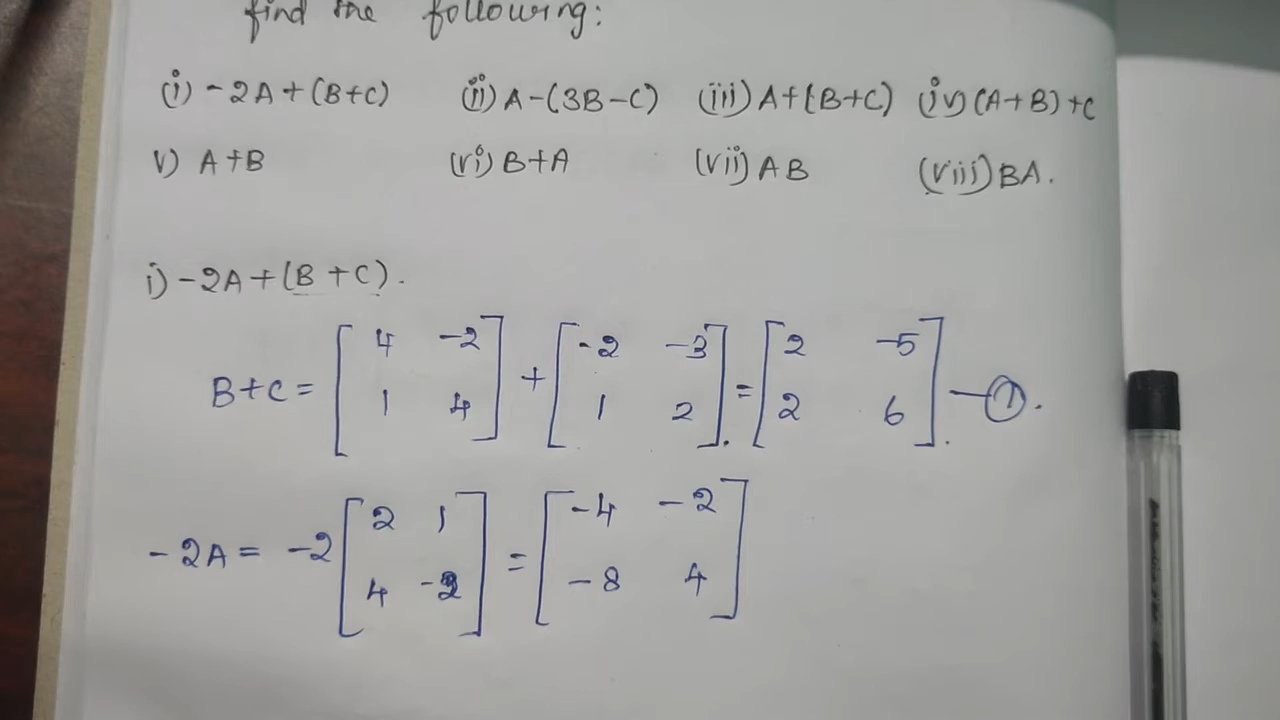 find the following:
(i) -2A+(B+C) (ii) A-(3B-C) (iii) A+(B+C) (iv) (A+B)+C
v) A+B (vi) B+A (vii) AB (viii) BA.
i) -2A+(B+C).
B+C = [4 -2; 1 4] + [-2 -3; 1 2] = [2 -5; 2 6] — ①.
-2A = -2 [2 1; 4 -2] = [-4 -2; -8 4]